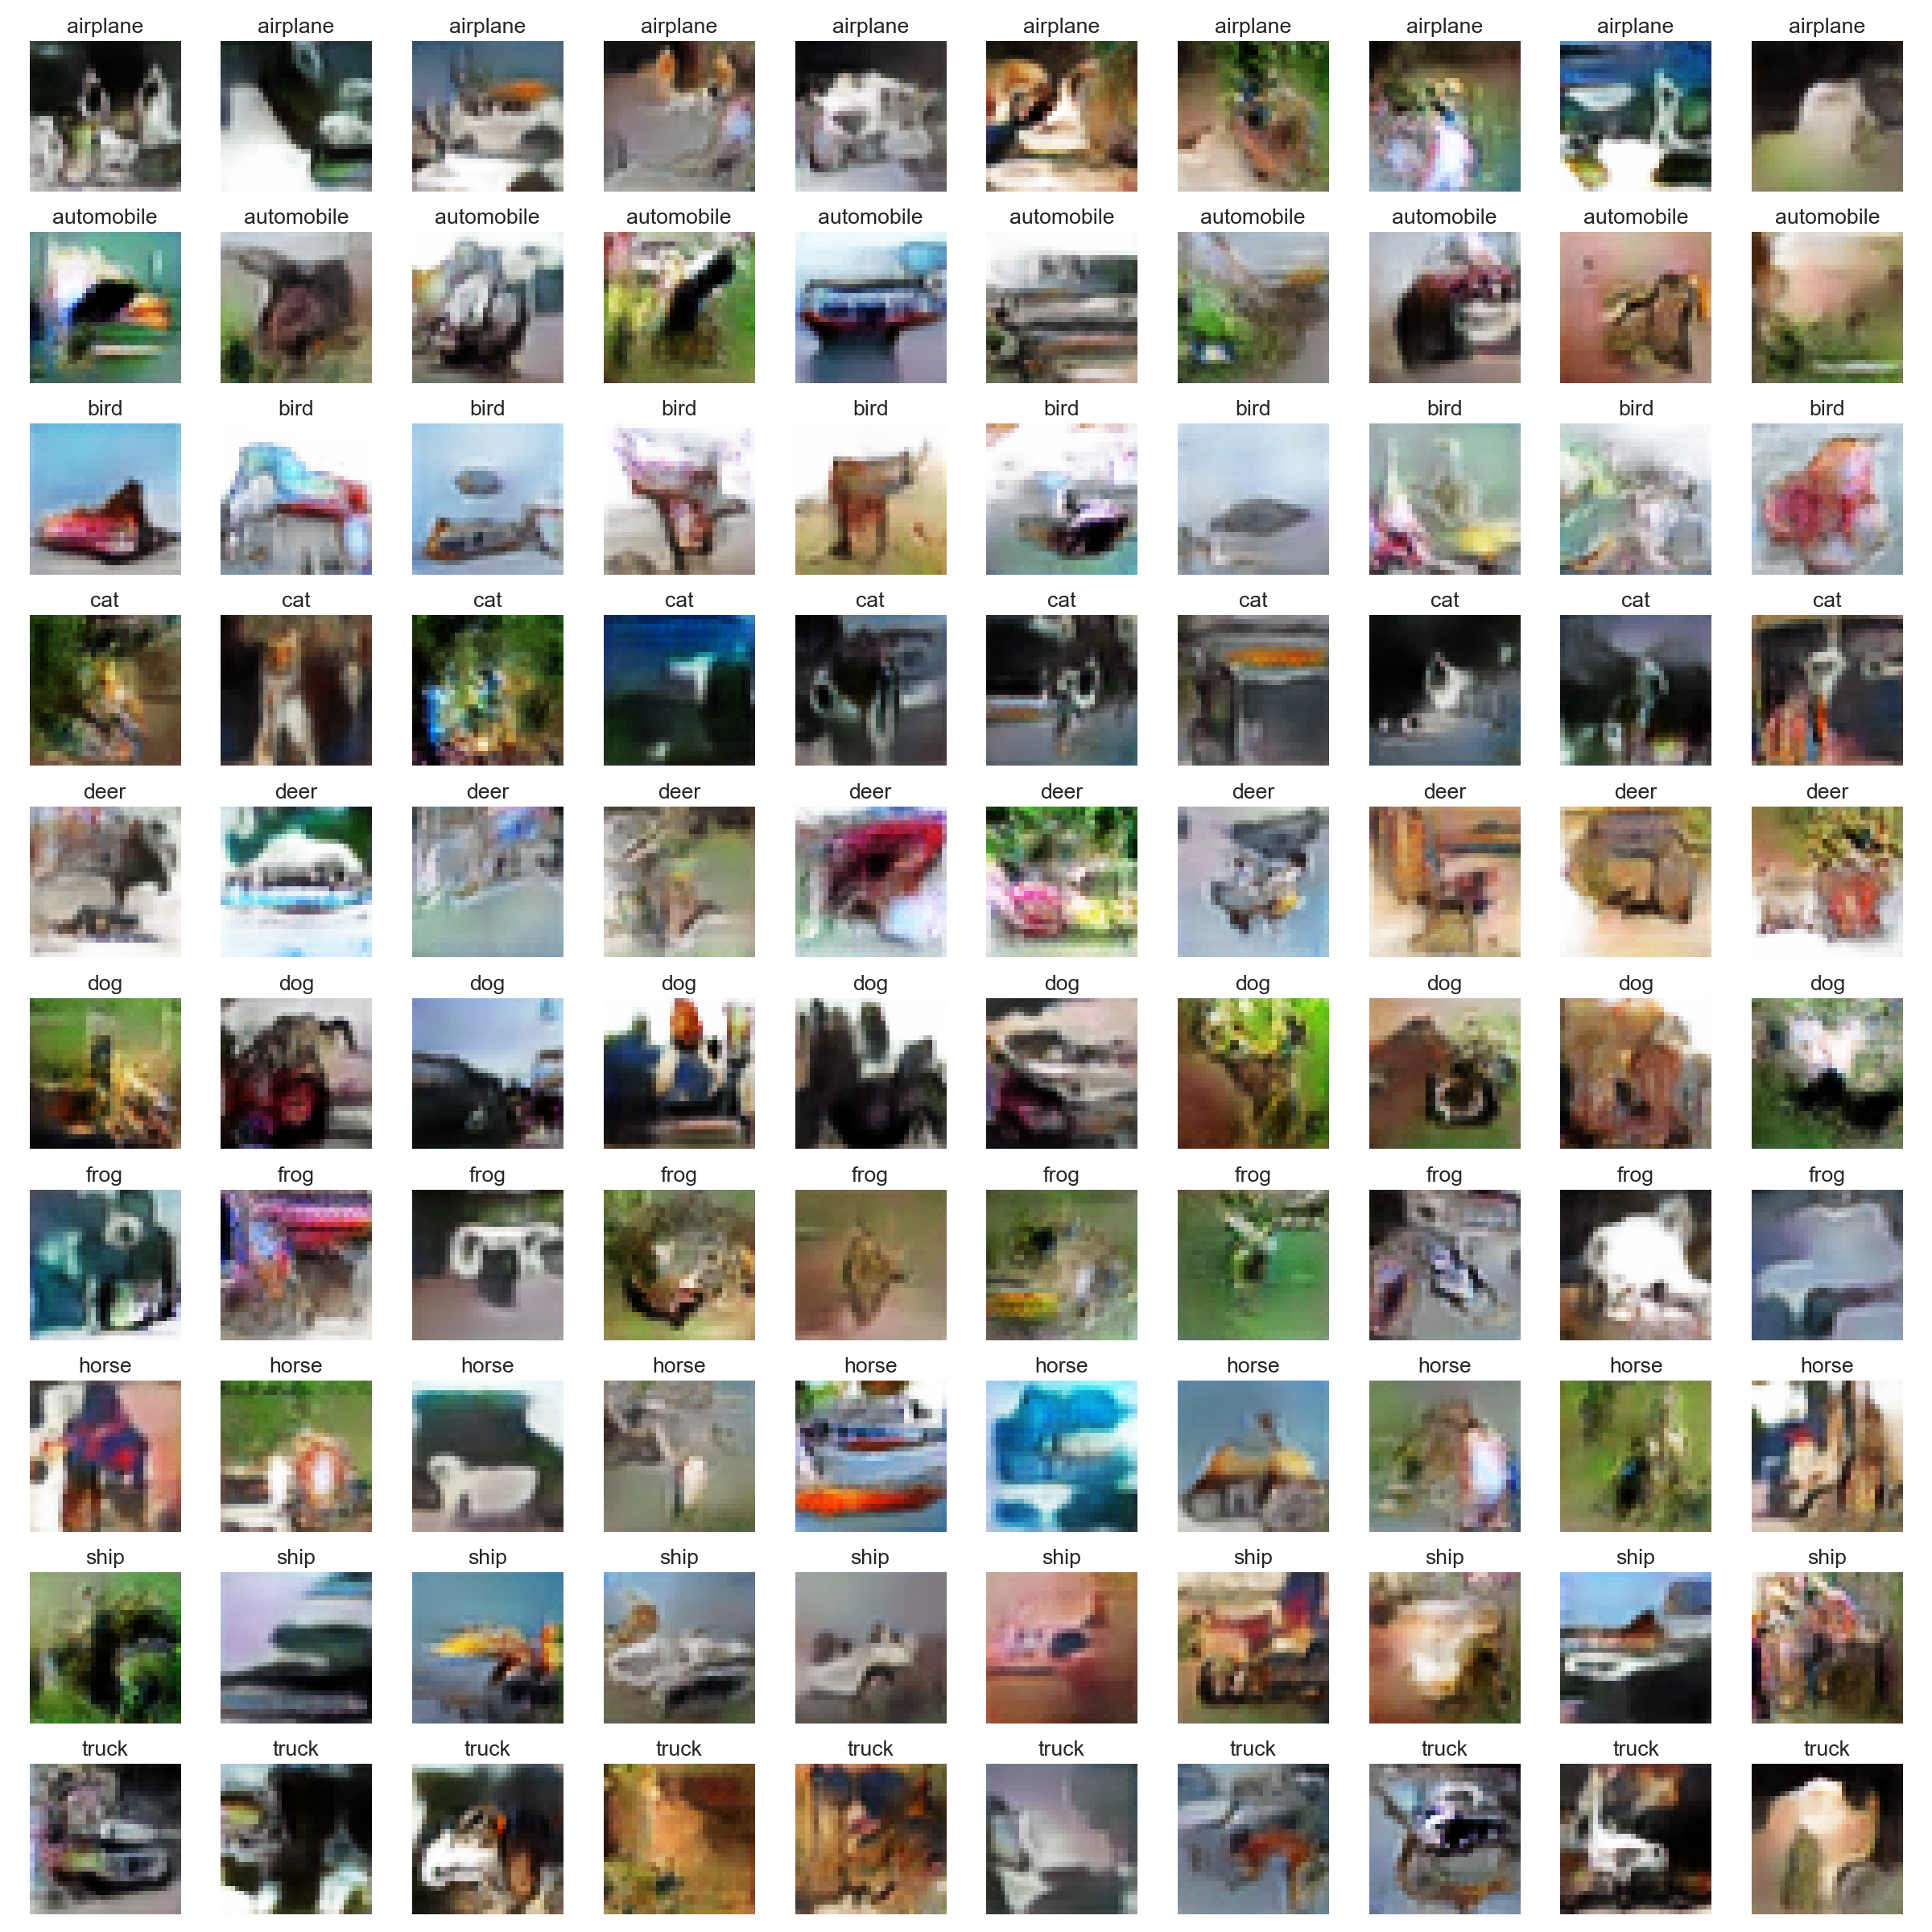 airplane airplane airplane airplane airplane airplane airplane airplane airplane airplane
automobile automobile automobile automobile automobile automobile automobile automobile automobile automobile
bird bird bird bird bird bird bird bird bird bird
cat cat cat cat cat cat cat cat cat cat
deer deer deer deer deer deer deer deer deer deer
dog dog dog dog dog dog dog dog dog dog
frog frog frog frog frog frog frog frog frog frog
horse horse horse horse horse horse horse horse horse horse
ship ship ship ship ship ship ship ship ship ship
truck truck truck truck truck truck truck truck truck truck